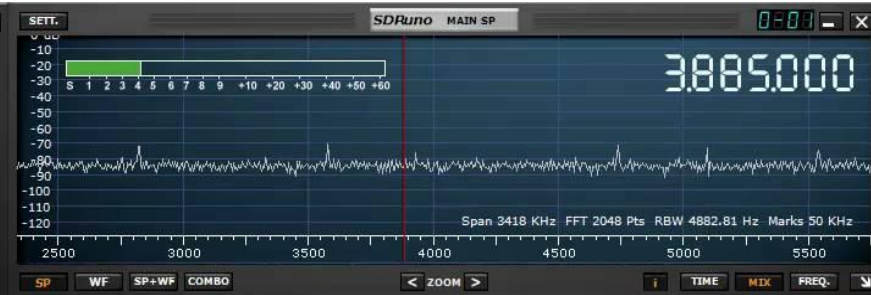 SETT. SDRuno MAIN SP 0-01
0 dB
-10
-20
-30
-40
-50
-60
-70
-80
-90
-100
-110
-120
S 1 2 3 4 5 6 7 8 9 +10 +20 +30 +40 +50 +60
3.885.000
Span 3418 KHz FFT 2048 Pts RBW 4882.81 Hz Marks 50 KHz
2500 3000 3500 4000 4500 5000 5500
SP WF SP+WF COMBO < ZOOM > i TIME MIX FREQ.